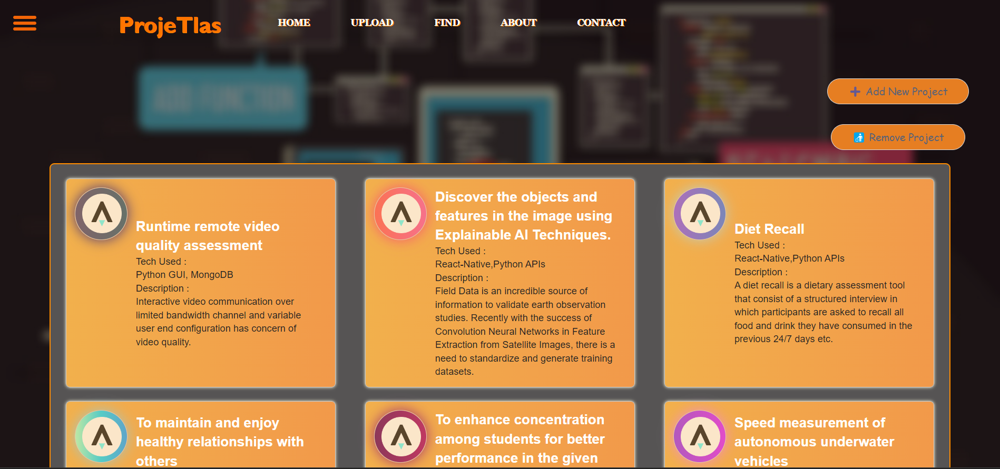 ProjeTlas
HOME UPLOAD FIND ABOUT CONTACT
ADD FUNCTION
Add New Project
Remove Project
Runtime remote video
quality assessment
Tech Used :
Python GUI, MongoDB
Description :
Interactive video communication over
limited bandwidth channel and variable
user end configuration has concern of
video quality.
Discover the objects and
features in the image using
Explainable AI Techniques.
Tech Used :
React-Native,Python APIs
Description :
Field Data is an incredible source of
information to validate earth observation
studies. Recently with the success of
Convolution Neural Networks in Feature
Extraction from Satellite Images, there is a
need to standardize and generate training
datasets.
Diet Recall
Tech Used :
React-Native,Python APIs
Description :
A diet recall is a dietary assessment tool
that consist of a structured interview in
which participants are asked to recall all
food and drink they have consumed in the
previous 24/7 days etc.
To maintain and enjoy
healthy relationships with
others
To enhance concentration
among students for better
performance in the given
Speed measurement of
autonomous underwater
vehicles